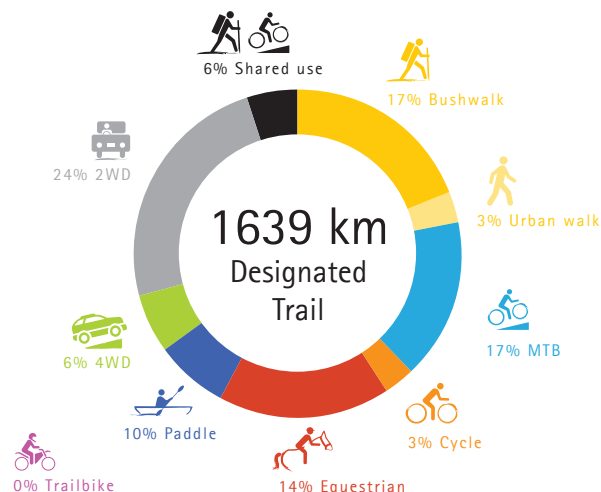 6% Shared use
17% Bushwalk
24% 2WD
3% Urban walk
1639 km
Designated
Trail
17% MTB
6% 4WD
10% Paddle
3% Cycle
0% Trailbike
14% Equestrian